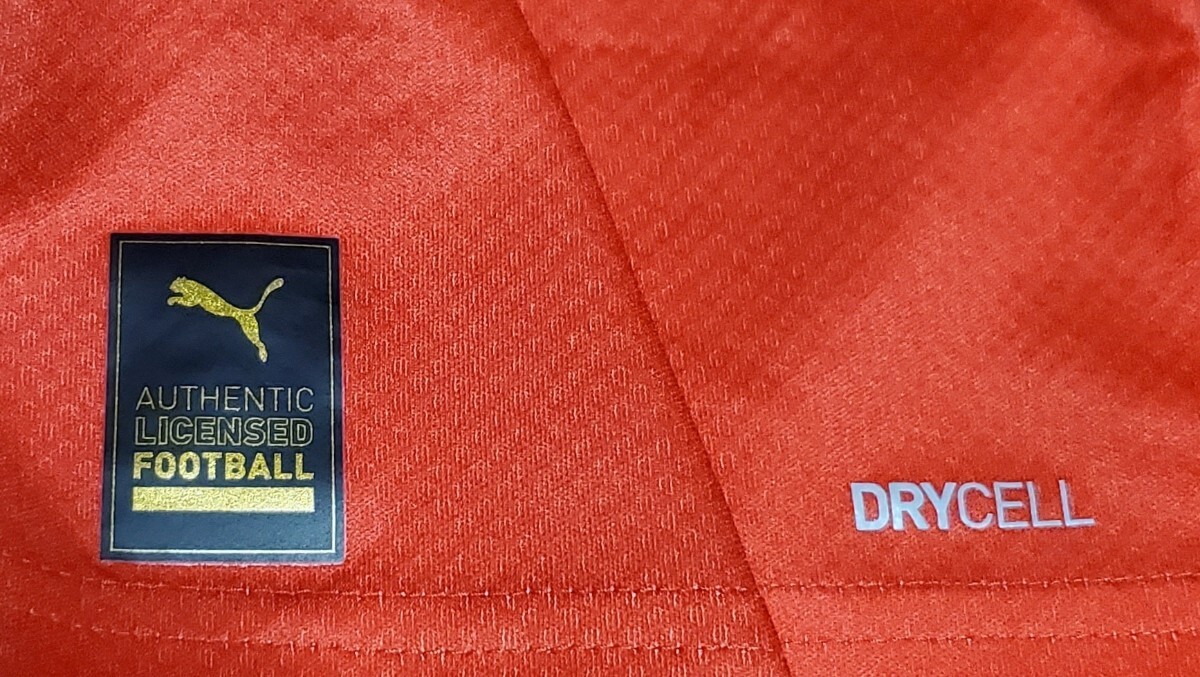 AUTHENTIC
LICENSED
FOOTBALL
DRYCELL